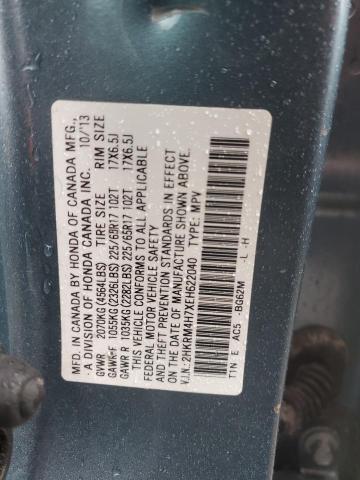 MFD. IN CANADA BY HONDA OF CANADA MFG.,
- A DIVISION OF HONDA CANADA INC. 10/'13
GVWR 2070KG(4564LBS) TIRE SIZE RIM SIZE
GAWR F 1055KG(2326LBS) 225/65R17 102T 17X6.5J
GAWR R 1035KG(2282LBS) 225/65R17 102T 17X6.5J
THIS VEHICLE CONFORMS TO ALL APPLICABLE
FEDERAL MOTOR VEHICLE SAFETY
AND THEFT PREVENTION STANDARDS IN EFFECT
ON THE DATE OF MANUFACTURE SHOWN ABOVE.
V.I.N.: 2HKRM4H7XEH622040 TYPE: MPV
T1N E AC5 -BG62M -L -H